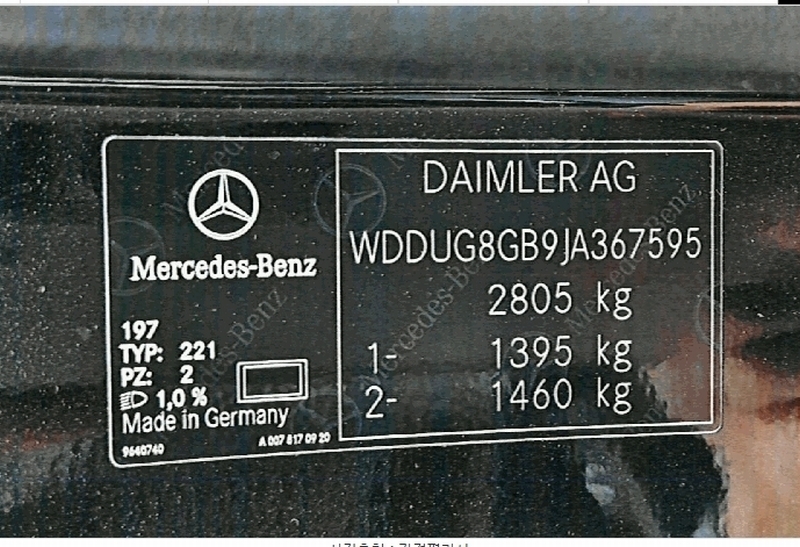 Mercedes-Benz
197
TYP: 221
PZ: 2
1,0 %
Made in Germany
9640740
A 007 817 09 20
DAIMLER AG
WDDUG8GB9JA367595
2805 kg
1- 1395 kg
2- 1460 kg